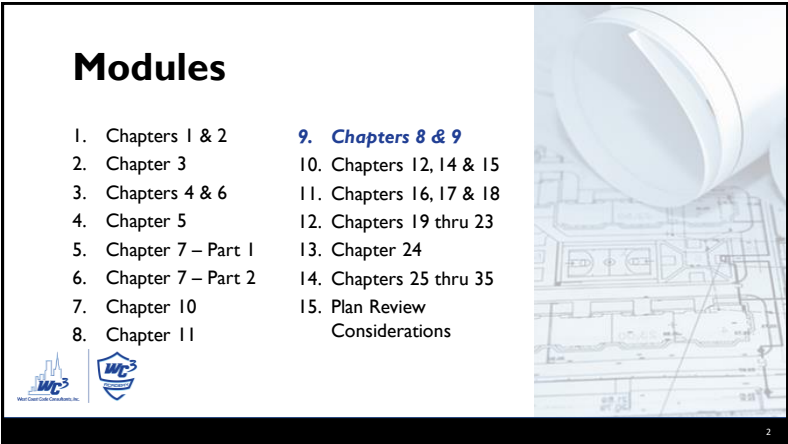 Modules
1. Chapters 1 & 2
2. Chapter 3
3. Chapters 4 & 6
4. Chapter 5
5. Chapter 7 – Part 1
6. Chapter 7 – Part 2
7. Chapter 10
8. Chapter 11
9. Chapters 8 & 9
10. Chapters 12, 14 & 15
11. Chapters 16, 17 & 18
12. Chapters 19 thru 23
13. Chapter 24
14. Chapters 25 thru 35
15. Plan Review
Considerations
WC3
West Coast Code Consultants, Inc.
WC3
ACADEMY
2